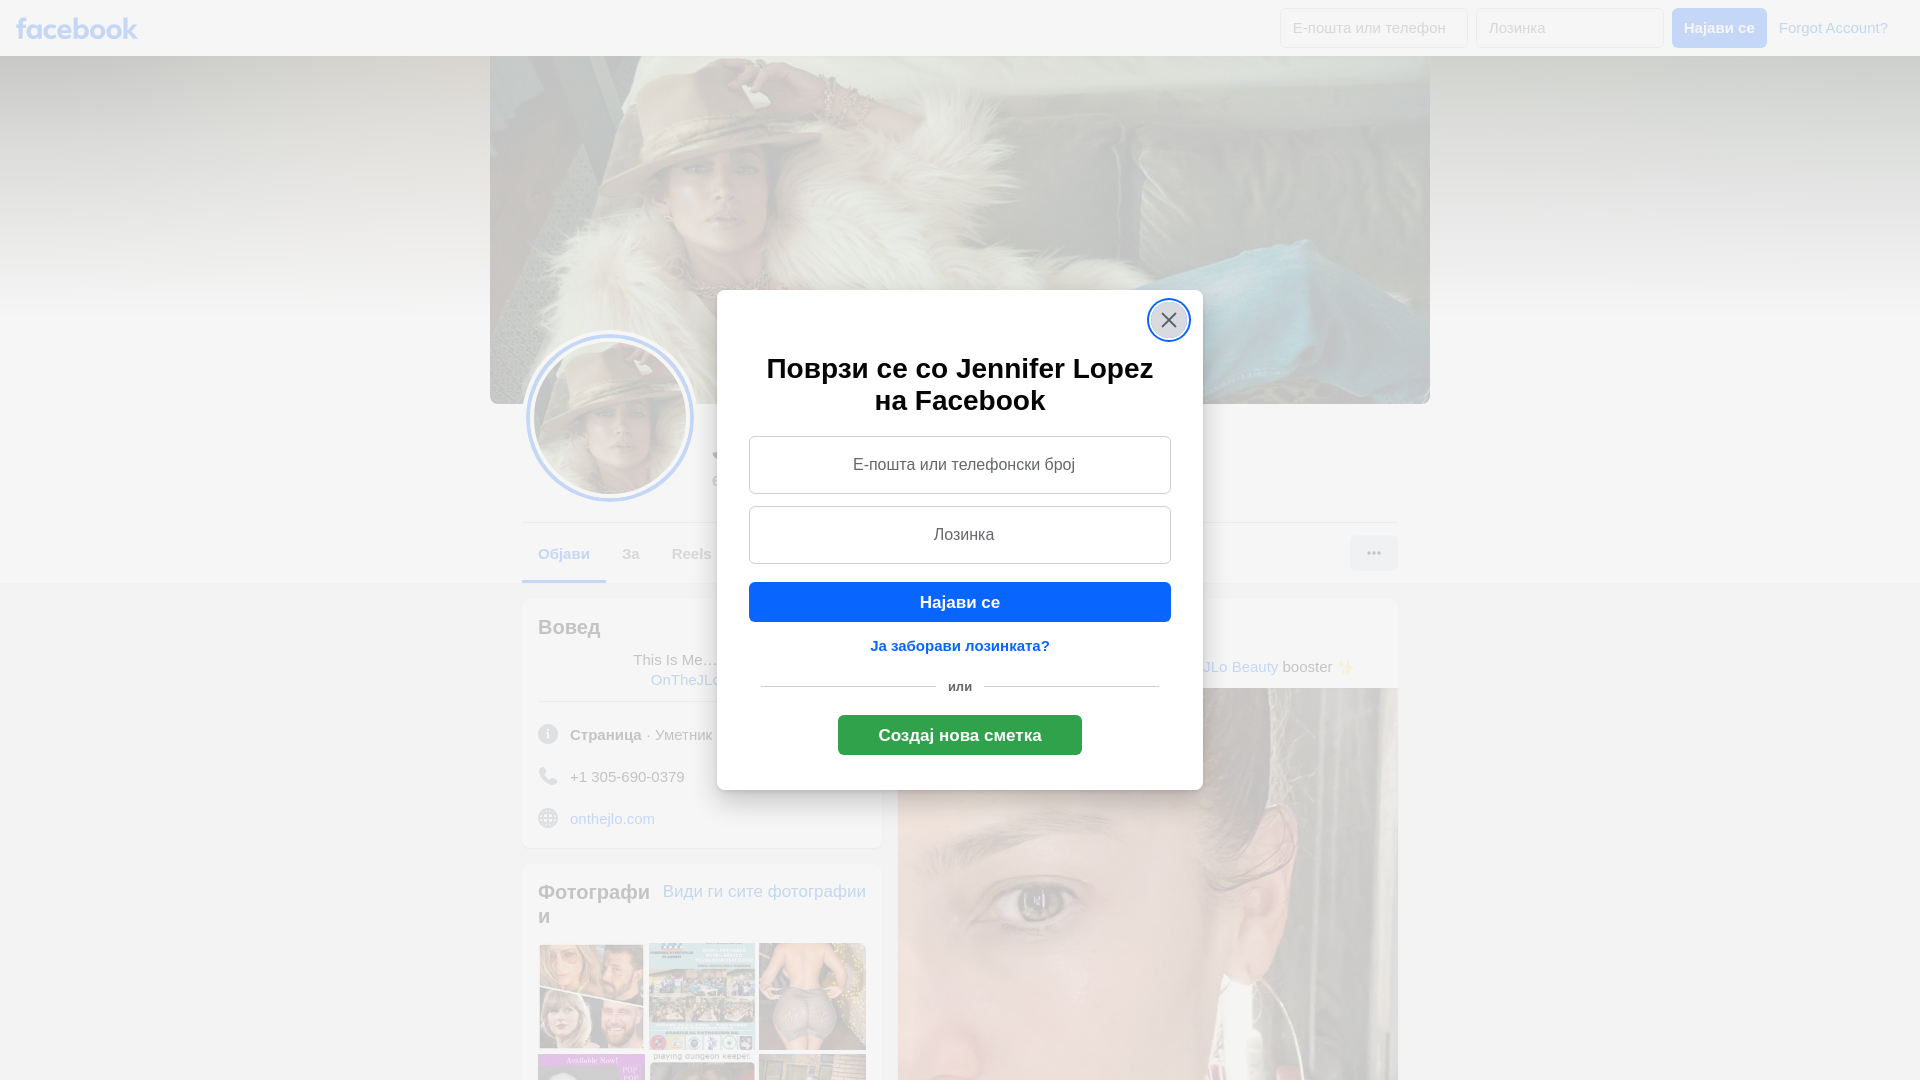 facebook
Е-пошта или телефон
Лозинка
Најави се
Forgot Account?
Поврзи се со Jennifer Lopez
на Facebook
Е-пошта или телефонски број
Лозинка
Најави се
Ја заборави лозинката?
или
Создај нова сметка
Објави
За
Reels
Вовед
This Is Me…
OnTheJLo
Страница · Уметник
+1 305-690-0379
onthejlo.com
Фотографи
и
Види ги сите фотографии
Available Now!
POP
playing dungeon keeper.
JLo Beauty booster ✨